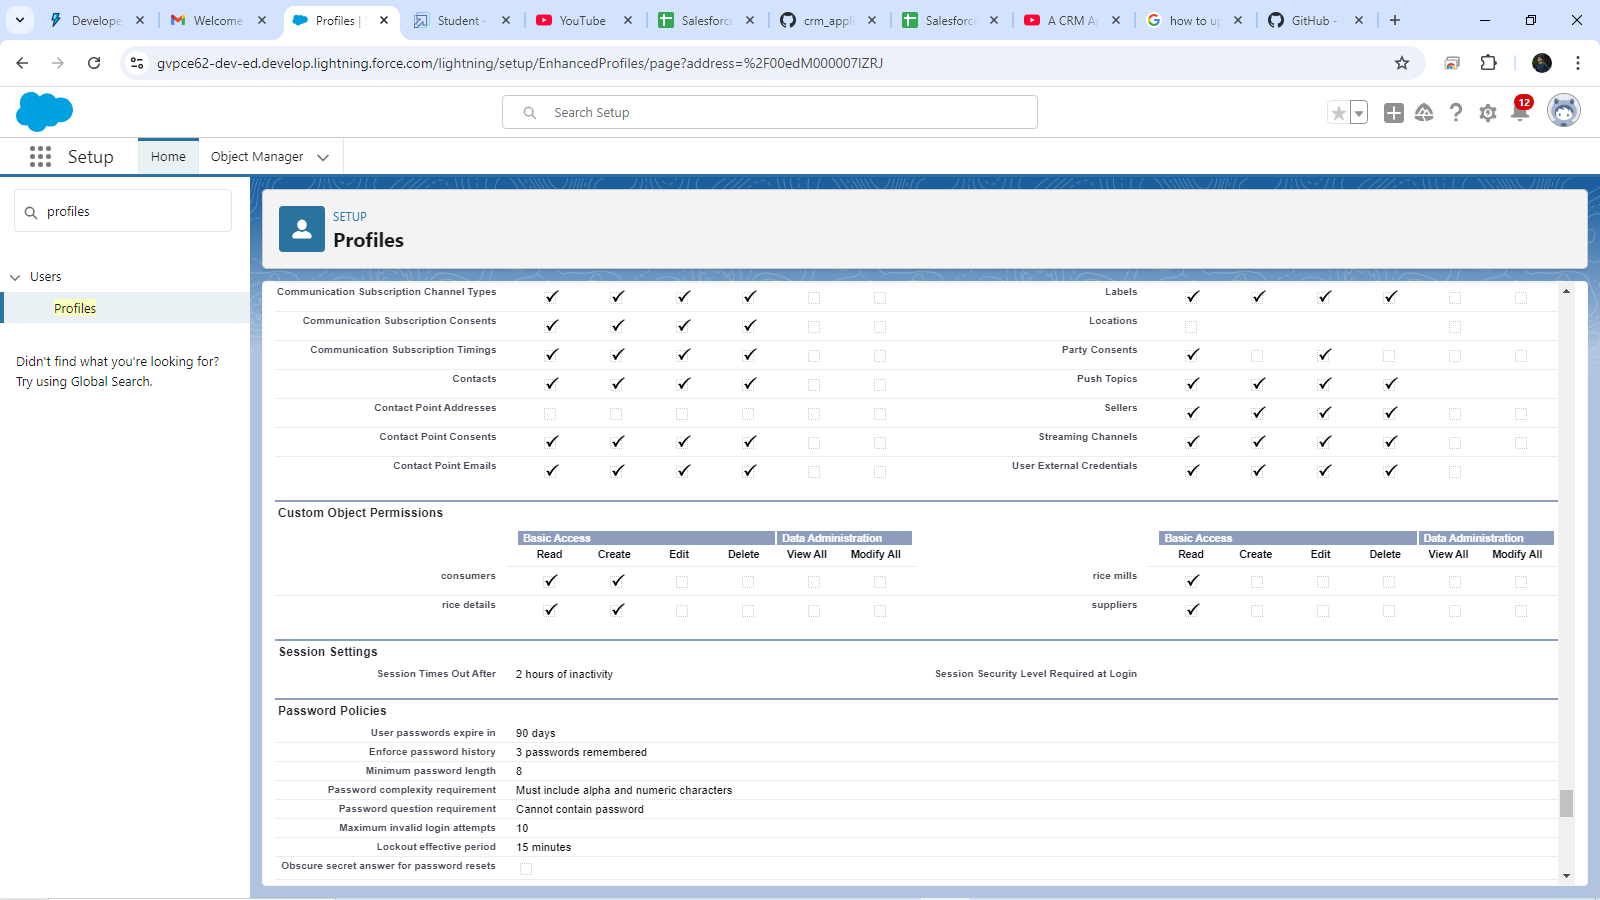 Develope
Welcome
Profiles | S
Student -
YouTube
Salesforce
crm_appli
Salesforce
A CRM Ap
how to up
GitHub -
gvpce62-dev-ed.develop.lightning.force.com/lightning/setup/EnhancedProfiles/page?address=%2F00edM000007IZRJ
Search Setup
12
Setup
Home
Object Manager
profiles
Users
Profiles
Didn't find what you're looking for?
Try using Global Search.
SETUP
Profiles
Communication Subscription Channel Types
Labels
Communication Subscription Consents
Locations
Communication Subscription Timings
Party Consents
Contacts
Push Topics
Contact Point Addresses
Sellers
Contact Point Consents
Streaming Channels
Contact Point Emails
User External Credentials
Custom Object Permissions
Basic Access Data Administration
Basic Access Data Administration
Read Create Edit Delete View All Modify All
Read Create Edit Delete View All Modify All
consumers
rice mills
rice details
suppliers
Session Settings
Session Times Out After 2 hours of inactivity
Session Security Level Required at Login
Password Policies
User passwords expire in 90 days
Enforce password history 3 passwords remembered
Minimum password length 8
Password complexity requirement Must include alpha and numeric characters
Password question requirement Cannot contain password
Maximum invalid login attempts 10
Lockout effective period 15 minutes
Obscure secret answer for password resets